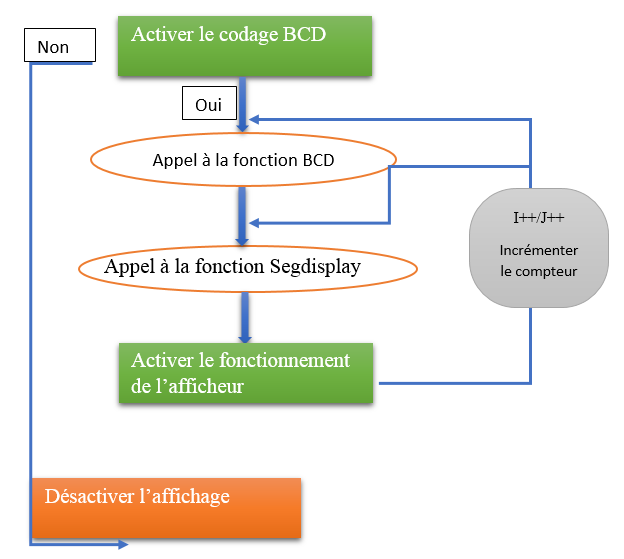 Activer le codage BCD
Non
Oui
Appel à la fonction BCD
I++/J++
Incrémenter
le compteur
Appel à la fonction Segdisplay
Activer le fonctionnement
de l’afficheur
Désactiver l’affichage